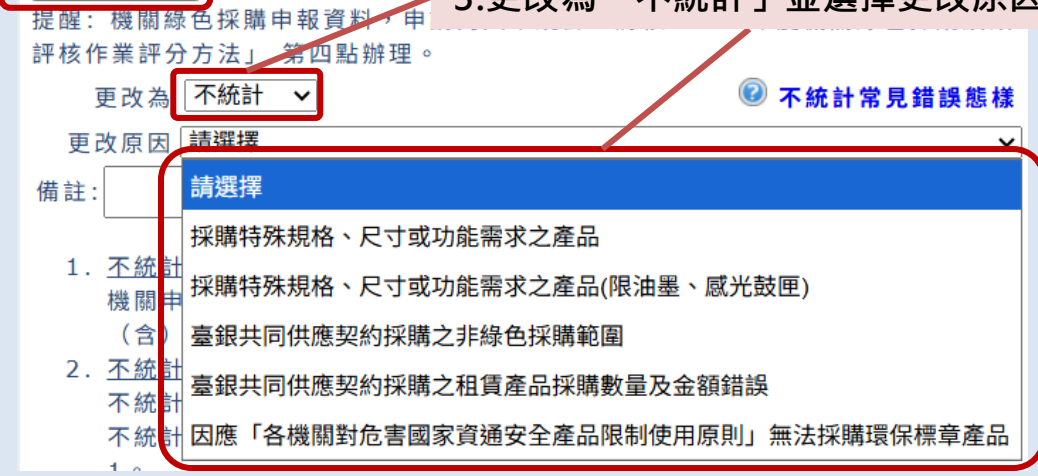 3.更改為「不統計」並選擇更改原因
提醒: 機關綠色採購申報資料，申
評核作業評分方法」 第四點辦理。
更改為 不統計
不統計常見錯誤態樣
更改原因 請選擇
備註:
請選擇
採購特殊規格、尺寸或功能需求之產品
1. 不統計
採購特殊規格、尺寸或功能需求之產品(限油墨、感光鼓匣)
機關申
（含）
臺銀共同供應契約採購之非綠色採購範圍
2. 不統計
臺銀共同供應契約採購之租賃產品採購數量及金額錯誤
不統計
不統計
因應「各機關對危害國家資通安全產品限制使用原則」無法採購環保標章產品